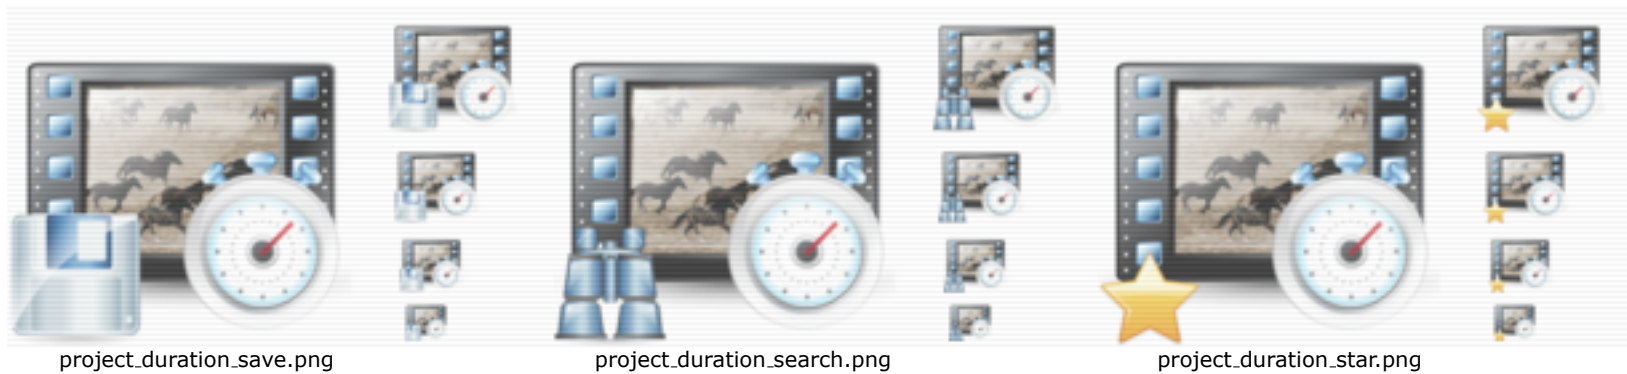 project_duration_save.png
project_duration_search.png
project_duration_star.png